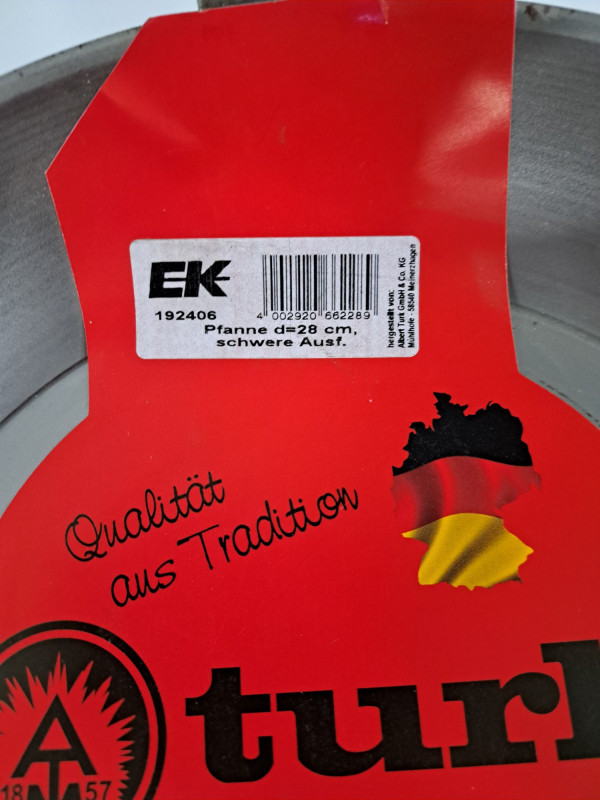 EK
192406
4 002920 662289
Pfanne d=28 cm,
schwere Ausf.
hergestellt von:
Albert Turk GmbH & Co. KG
Mühlhofe - 58540 Meinerzhagen
Qualität
aus Tradition
turk
AT
18 57